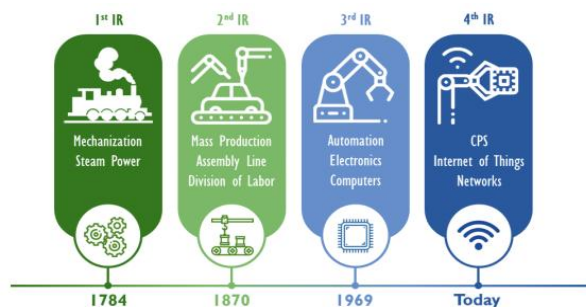 1st IR
Mechanization
Steam Power
1784
2nd IR
Mass Production
Assembly Line
Division of Labor
1870
3rd IR
Automation
Electronics
Computers
1969
4th IR
CPS
Internet of Things
Networks
Today